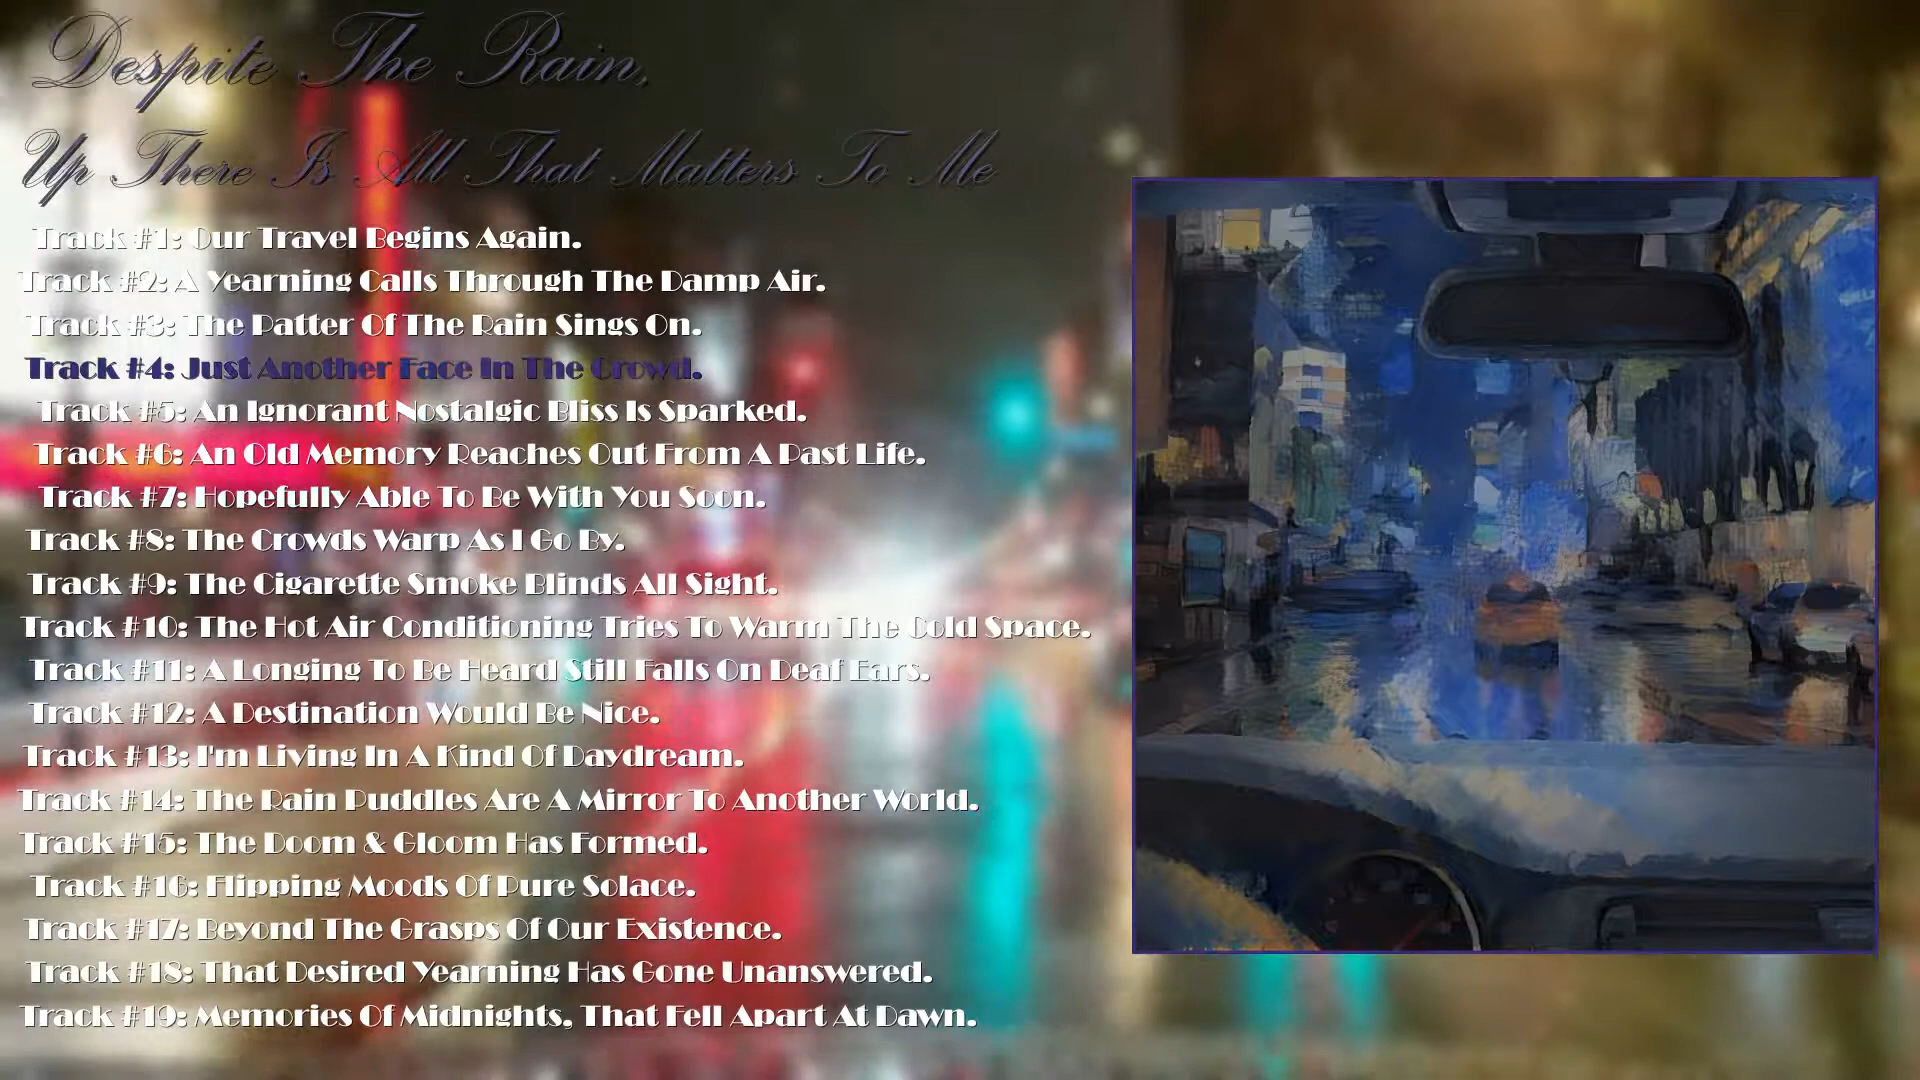 Despite The Rain,
Up There Is All That Matters To Me
Track #1: Our Travel Begins Again.
Track #2: A Yearning Calls Through The Damp Air.
Track #3: The Patter Of The Rain Sings On.
Track #4: Just Another Face In The Crowd.
Track #5: An Ignorant Nostalgic Bliss Is Sparked.
Track #6: An Old Memory Reaches Out From A Past Life.
Track #7: Hopefully Able To Be With You Soon.
Track #8: The Crowds Warp As I Go By.
Track #9: The Cigarette Smoke Blinds All Sight.
Track #10: The Hot Air Conditioning Tries To Warm The Cold Space.
Track #11: A Longing To Be Heard Still Falls On Deaf Ears.
Track #12: A Destination Would Be Nice.
Track #13: I'm Living In A Kind Of Daydream.
Track #14: The Rain Puddles Are A Mirror To Another World.
Track #15: The Doom & Gloom Has Formed.
Track #16: Flipping Moods Of Pure Solace.
Track #17: Beyond The Grasps Of Our Existence.
Track #18: That Desired Yearning Has Gone Unanswered.
Track #19: Memories Of Midnights, That Fell Apart At Dawn.